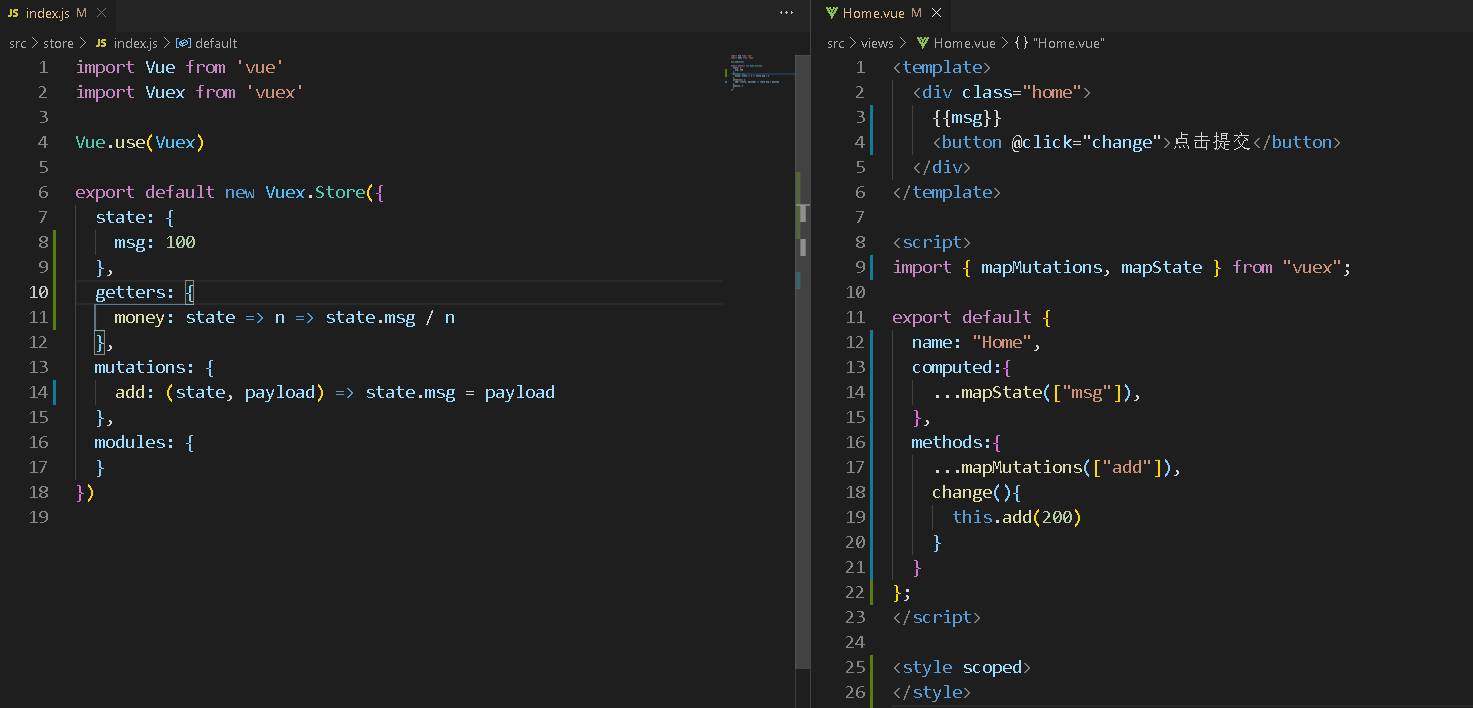 JS index.js M
src > store > JS index.js > default
1 import Vue from 'vue'
2 import Vuex from 'vuex'
3
4 Vue.use(Vuex)
5
6 export default new Vuex.Store({
7 state: {
8 msg: 100
9 },
10 getters: {
11 money: state => n => state.msg / n
12 },
13 mutations: {
14 add: (state, payload) => state.msg = payload
15 },
16 modules: {
17 }
18 })
19
Home.vue M
src > views > Home.vue > {} "Home.vue"
1 <template>
2 <div class="home">
3 {{msg}}
4 <button @click="change">点击提交</button>
5 </div>
6 </template>
7
8 <script>
9 import { mapMutations, mapState } from "vuex";
10
11 export default {
12 name: "Home",
13 computed:{
14 ...mapState(["msg"]),
15 },
16 methods:{
17 ...mapMutations(["add"]),
18 change(){
19 this.add(200)
20 }
21 }
22 };
23 </script>
24
25 <style scoped>
26 </style>